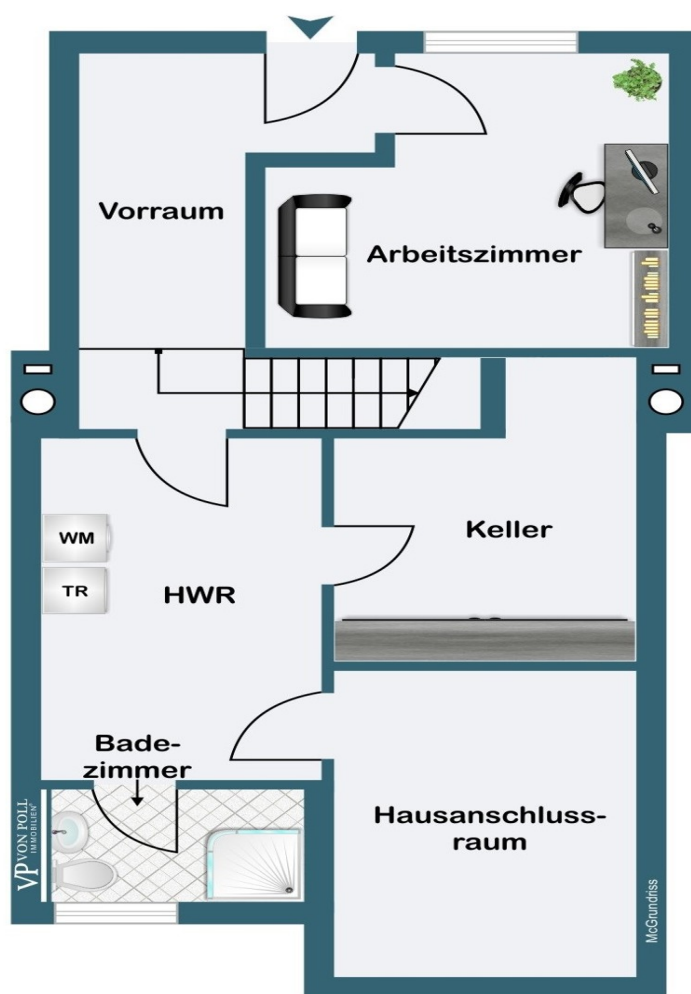 Vorraum
Arbeitszimmer
WM
TR
HWR
Keller
Bade-
zimmer
Hausanschluss-
raum
VP VON POLL
IMMOBILIEN®
McGrundriss